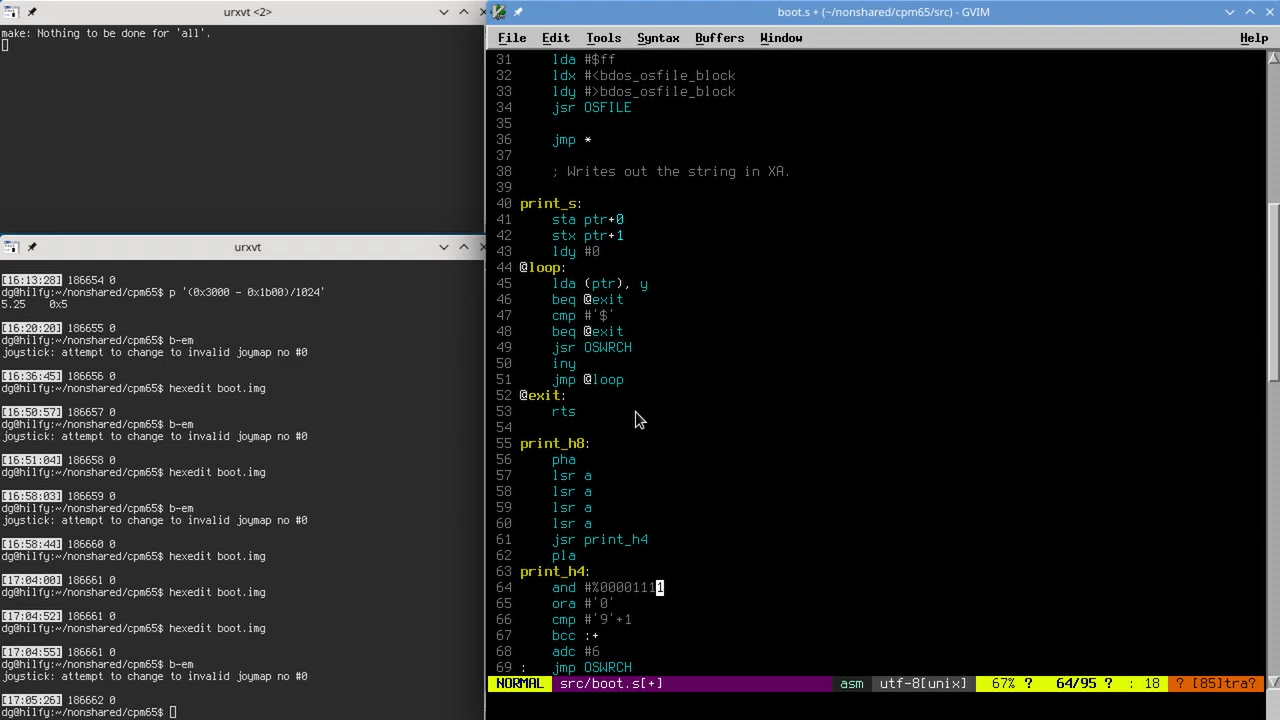 urxvt <2>
make: Nothing to be done for 'all'.
urxvt
[16:13:28] 186654 0
dg@hilfy:~/nonshared/cpm65$ p '(0x3000 - 0x1b00)/1024'
5.25    0x5
[16:20:20] 186655 0
dg@hilfy:~/nonshared/cpm65$ b-em
joystick: attempt to change to invalid joymap no #0
[16:36:45] 186656 0
dg@hilfy:~/nonshared/cpm65$ hexedit boot.img
[16:50:57] 186657 0
dg@hilfy:~/nonshared/cpm65$ b-em
joystick: attempt to change to invalid joymap no #0
[16:51:04] 186658 0
dg@hilfy:~/nonshared/cpm65$ hexedit boot.img
[16:58:03] 186659 0
dg@hilfy:~/nonshared/cpm65$ b-em
joystick: attempt to change to invalid joymap no #0
[16:58:44] 186660 0
dg@hilfy:~/nonshared/cpm65$ hexedit boot.img
[17:04:00] 186661 0
dg@hilfy:~/nonshared/cpm65$ hexedit boot.img
[17:04:52] 186661 0
dg@hilfy:~/nonshared/cpm65$ hexedit boot.img
[17:04:55] 186661 0
dg@hilfy:~/nonshared/cpm65$ b-em
joystick: attempt to change to invalid joymap no #0
[17:05:26] 186662 0
dg@hilfy:~/nonshared/cpm65$
boot.s + (~/nonshared/cpm65/src) - GVIM
File Edit Tools Syntax Buffers Window Help
31     lda #$ff
32     ldx #<bdos_osfile_block
33     ldy #>bdos_osfile_block
34     jsr OSFILE
35
36     jmp *
37
38     ; Writes out the string in XA.
39
40 print_s:
41     sta ptr+0
42     stx ptr+1
43     ldy #0
44 @loop:
45     lda (ptr), y
46     beq @exit
47     cmp #'$'
48     beq @exit
49     jsr OSWRCH
50     iny
51     jmp @loop
52 @exit:
53     rts
54
55 print_h8:
56     pha
57     lsr a
58     lsr a
59     lsr a
60     lsr a
61     jsr print_h4
62     pla
63 print_h4:
64     and #%00001111
65     ora #'0'
66     cmp #'9'+1
67     bcc :+
68     adc #6
69 :   jmp OSWRCH
NORMAL src/boot.s[+] asm utf-8[unix] 67% ? 64/95 ? : 18 ? [85]tra?